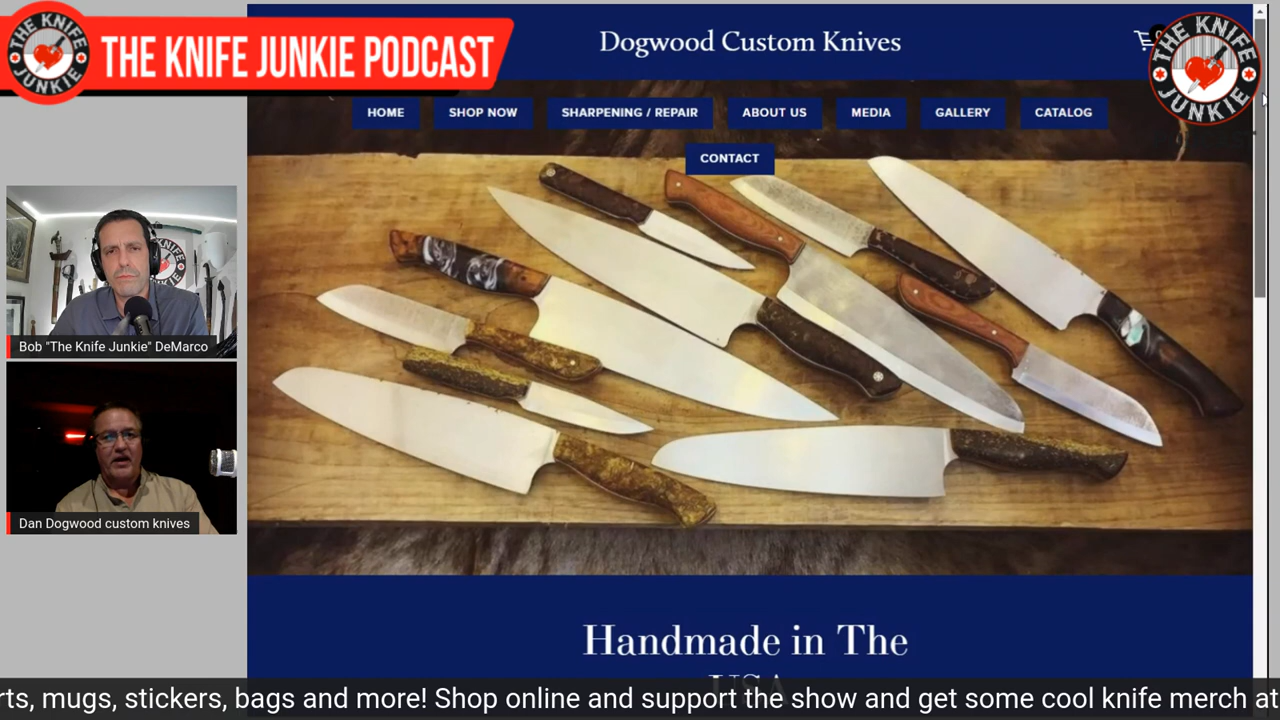 THE KNIFE JUNKIE
THE KNIFE JUNKIE PODCAST
Dogwood Custom Knives
THE KNIFE JUNKIE
HOME
SHOP NOW
SHARPENING / REPAIR
ABOUT US
MEDIA
GALLERY
CATALOG
CONTACT
Bob "The Knife Junkie" DeMarco
Dan Dogwood custom knives
Handmade in The
USA
rts, mugs, stickers, bags and more! Shop online and support the show and get some cool knife merch at